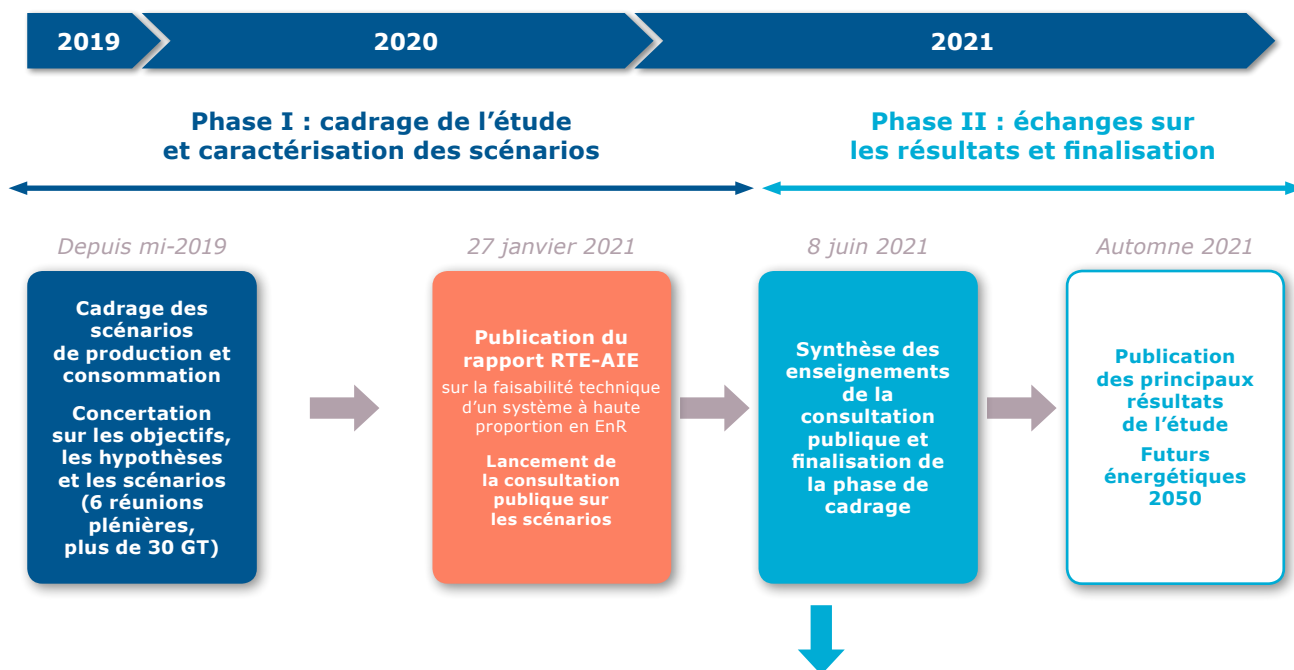 2019
2020
2021
Phase I : cadrage de l’étude
et caractérisation des scénarios
Phase II : échanges sur
les résultats et finalisation
Depuis mi-2019
27 janvier 2021
8 juin 2021
Automne 2021
Cadrage des
scénarios
de production et
consommation
Concertation
sur les objectifs,
les hypothèses
et les scénarios
(6 réunions
plénières,
plus de 30 GT)
Publication du
rapport RTE-AIE
sur la faisabilité technique
d’un système à haute
proportion en EnR
Lancement de
la consultation
publique sur
les scénarios
Synthèse des
enseignements
de la
consultation
publique et
finalisation de
la phase de
cadrage
Publication
des principaux
résultats
de l’étude
Futurs
énergétiques
2050